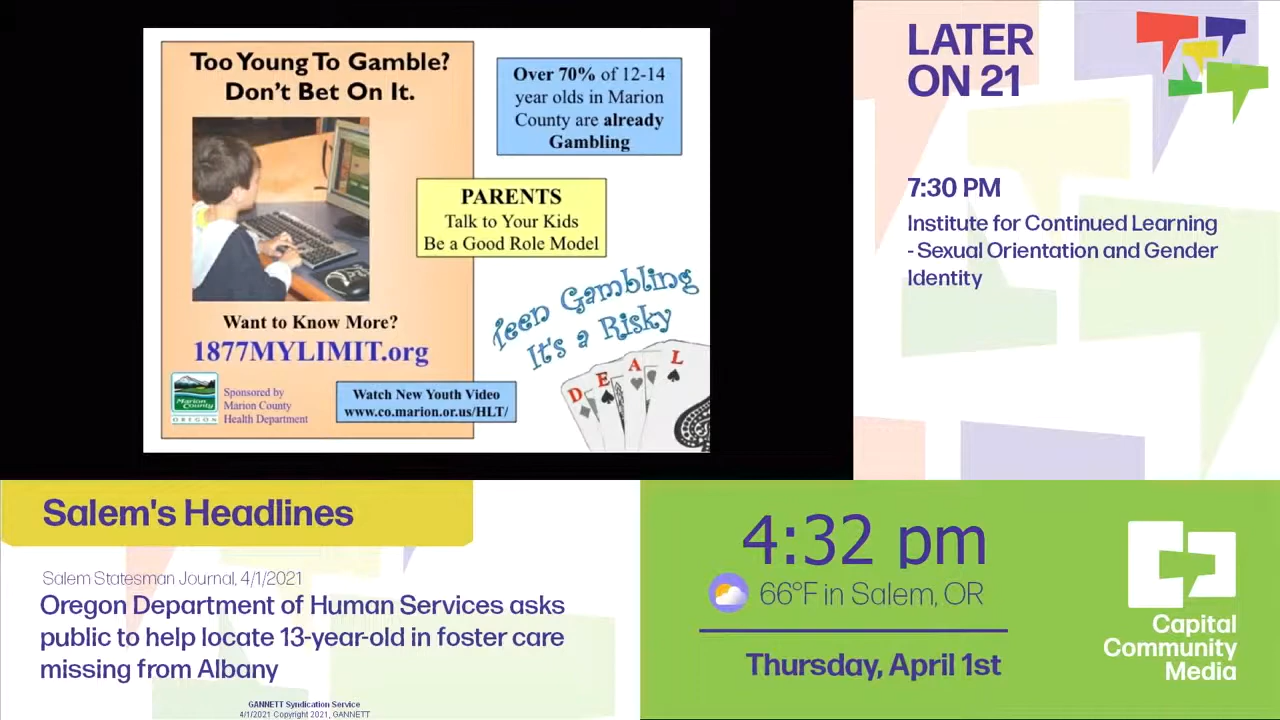 Too Young To Gamble?
Don't Bet On It.
Over 70% of 12-14
year olds in Marion
County are already
Gambling
PARENTS
Talk to Your Kids
Be a Good Role Model
Teen Gambling
It's a Risky
D E A L
Want to Know More?
1877MYLIMIT.org
Marion
County
OREGON
Sponsored by
Marion County
Health Department
Watch New Youth Video
www.co.marion.or.us/HLT/
LATER
ON 21
7:30 PM
Institute for Continued Learning
- Sexual Orientation and Gender
Identity
Salem's Headlines
Salem Statesman Journal, 4/1/2021
Oregon Department of Human Services asks
public to help locate 13-year-old in foster care
missing from Albany
GANNETT Syndication Service
4/1/2021 Copyright 2021, GANNETT
4:32 pm
66°F in Salem, OR
Thursday, April 1st
Capital
Community
Media